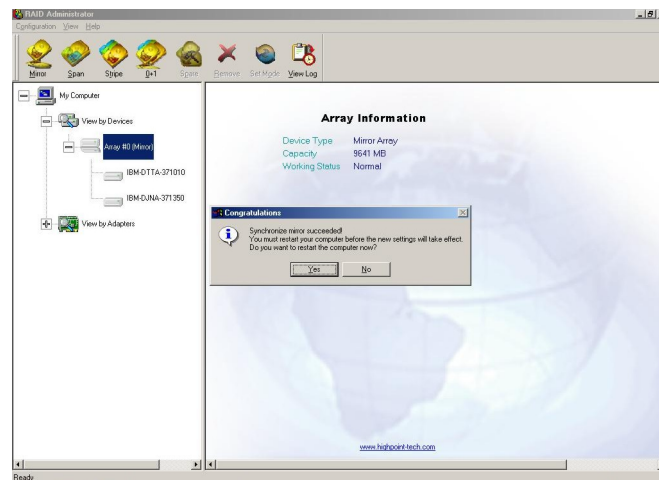 RAID Administrator
Configuration View Help
Mirror Span Stripe 0+1 Spare Remove Set Mode View Log
My Computer
View by Devices
Array #0 (Mirror)
IBM-DTTA-371010
IBM-DJNA-371350
View by Adapters
Array Information
Device Type Mirror Array
Capacity 9641 MB
Working Status Normal
Congratulations
Synchronize mirror succeeded!
You must restart your computer before the new settings will take effect.
Do you want to restart the computer now?
Yes No
www.highpoint-tech.com
Ready